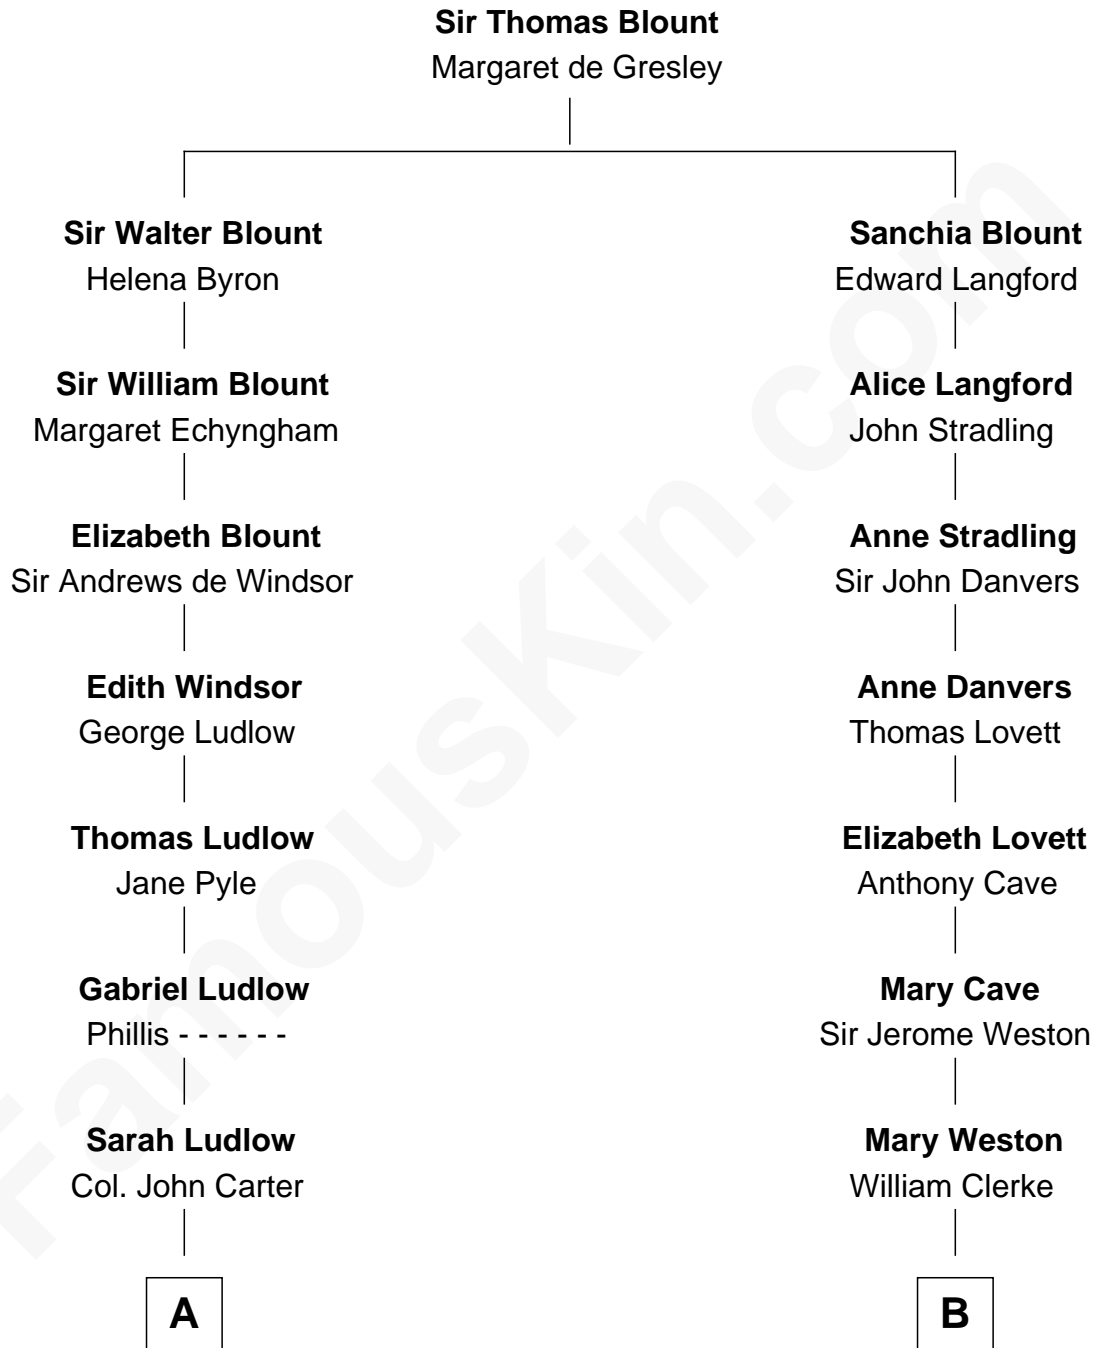 Sir Thomas Blount
Margaret de Gresley
Sir Walter Blount
Helena Byron
Sanchia Blount
Edward Langford
Sir William Blount
Margaret Echyngham
Alice Langford
John Stradling
Elizabeth Blount
Sir Andrews de Windsor
Anne Stradling
Sir John Danvers
Edith Windsor
George Ludlow
Anne Danvers
Thomas Lovett
Thomas Ludlow
Jane Pyle
Elizabeth Lovett
Anthony Cave
Gabriel Ludlow
Phillis - - - - - -
Mary Cave
Sir Jerome Weston
Sarah Ludlow
Col. John Carter
Mary Weston
William Clerke
A
B
FamousKin.com